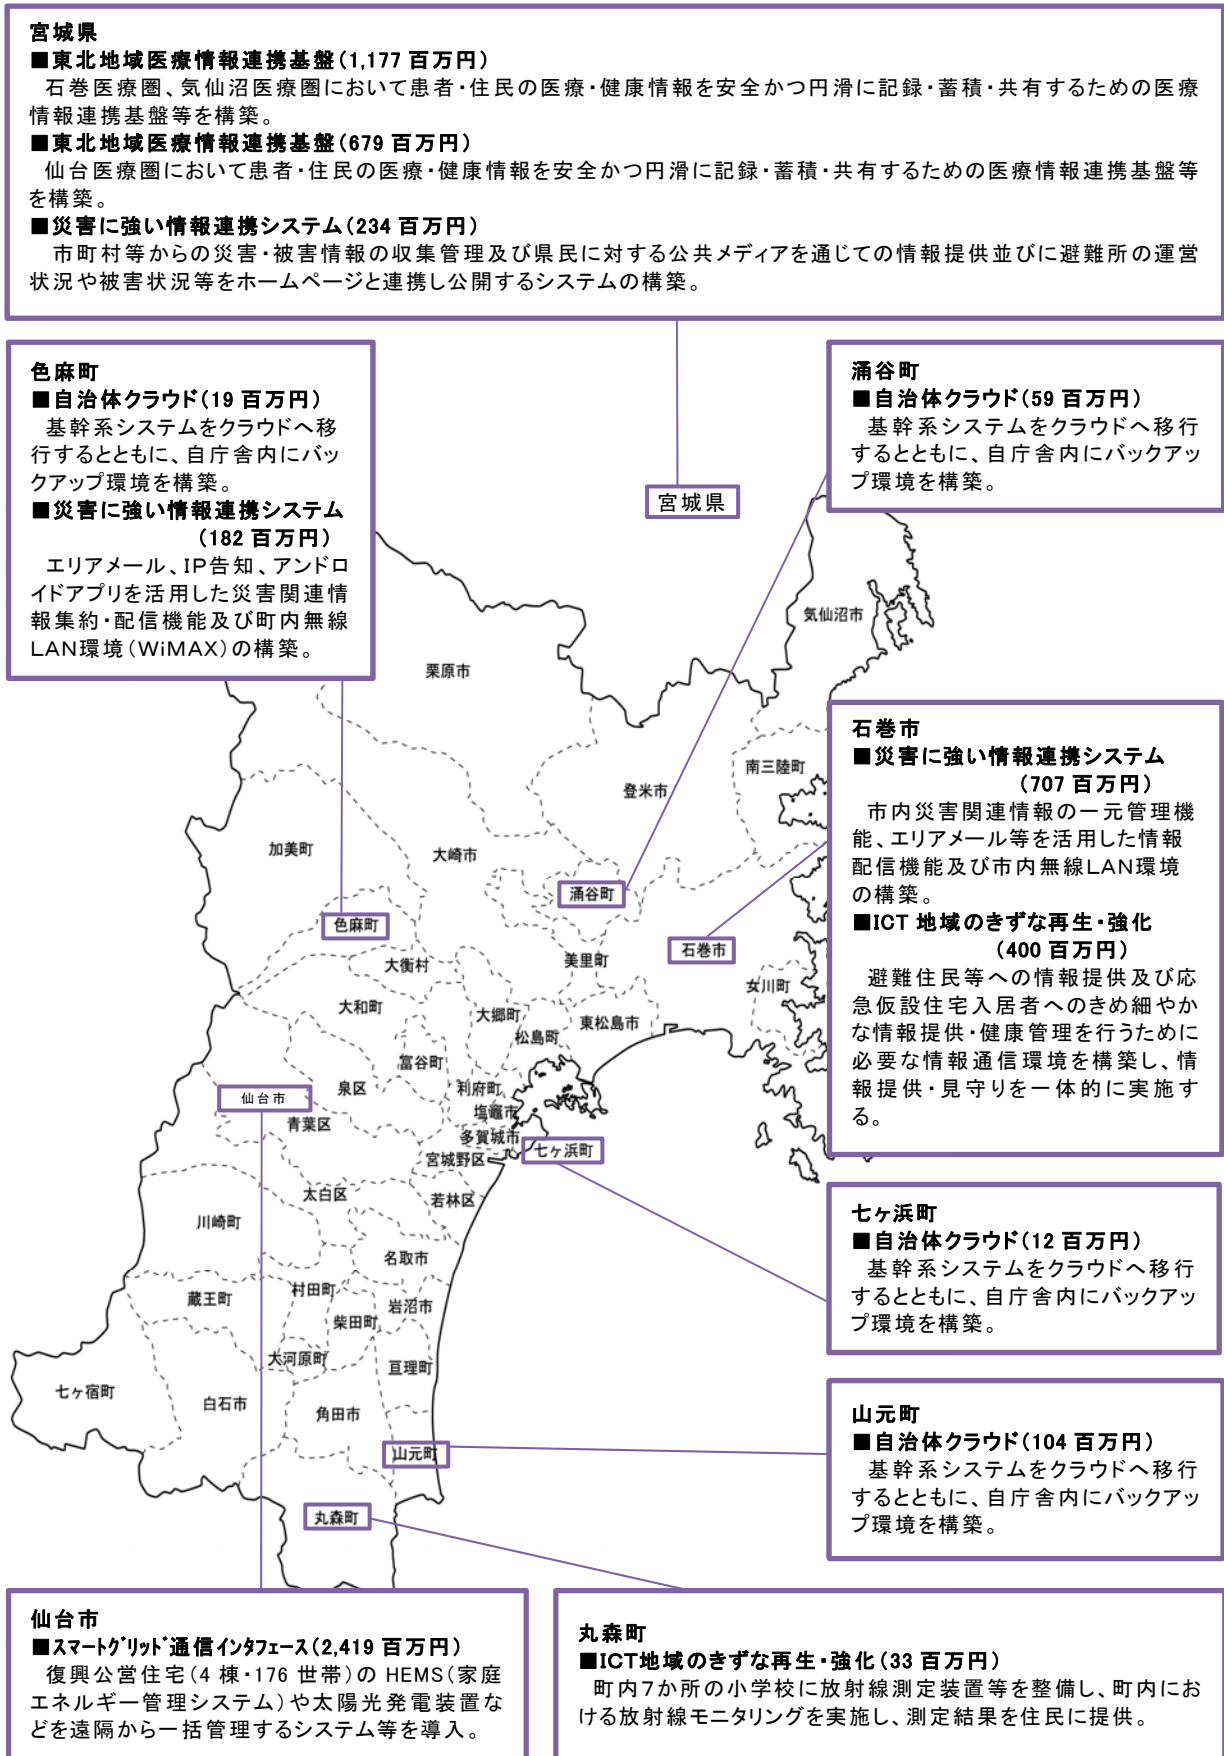 宮城県
■東北地域医療情報連携基盤(1,177 百万円)
石巻医療圏、気仙沼医療圏において患者・住民の医療・健康情報を安全かつ円滑に記録・蓄積・共有するための医療
情報連携基盤等を構築。
■東北地域医療情報連携基盤(679 百万円)
仙台医療圏において患者・住民の医療・健康情報を安全かつ円滑に記録・蓄積・共有するための医療情報連携基盤等
を構築。
■災害に強い情報連携システム(234 百万円)
市町村等からの災害・被害情報の収集管理及び県民に対する公共メディアを通じての情報提供並びに避難所の運営
状況や被害状況等をホームページと連携し公開するシステムの構築。
色麻町
■自治体クラウド(19 百万円)
基幹系システムをクラウドへ移
行するとともに、自庁舎内にバッ
クアップ環境を構築。
■災害に強い情報連携システム
(182 百万円)
エリアメール、IP告知、アンドロ
イドアプリを活用した災害関連情
報集約・配信機能及び町内無線
LAN環境(WiMAX)の構築。
涌谷町
■自治体クラウド(59 百万円)
基幹系システムをクラウドへ移行
するとともに、自庁舎内にバックアッ
プ環境を構築。
宮城県
気仙沼市
栗原市
南三陸町
登米市
加美町
大崎市
涌谷町
色麻町
石巻市
大衡村
美里町
女川町
大和町
大郷町
東松島市
松島町
富谷町
泉区
利府町
仙台市
塩竈市
青葉区
多賀城市
七ヶ浜町
宮城野区
太白区
若林区
川崎町
名取市
村田町
蔵王町
岩沼市
柴田町
大河原町
亘理町
七ヶ宿町
白石市
角田市
山元町
丸森町
石巻市
■災害に強い情報連携システム
(707 百万円)
市内災害関連情報の一元管理機
能、エリアメール等を活用した情報
配信機能及び市内無線LAN環境
の構築。
■ICT 地域のきずな再生・強化
(400 百万円)
避難住民等への情報提供及び応
急仮設住宅入居者へのきめ細やか
な情報提供・健康管理を行うために
必要な情報通信環境を構築し、情
報提供・見守りを一体的に実施す
る。
七ヶ浜町
■自治体クラウド(12 百万円)
基幹系システムをクラウドへ移行
するとともに、自庁舎内にバックアッ
プ環境を構築。
山元町
■自治体クラウド(104 百万円)
基幹系システムをクラウドへ移行
するとともに、自庁舎内にバックアッ
プ環境を構築。
仙台市
■スマートグリッド通信インタフェース(2,419 百万円)
復興公営住宅(4 棟・176 世帯)の HEMS(家庭
エネルギー管理システム)や太陽光発電装置な
どを遠隔から一括管理するシステム等を導入。
丸森町
■ICT地域のきずな再生・強化(33 百万円)
町内7か所の小学校に放射線測定装置等を整備し、町内にお
ける放射線モニタリングを実施し、測定結果を住民に提供。